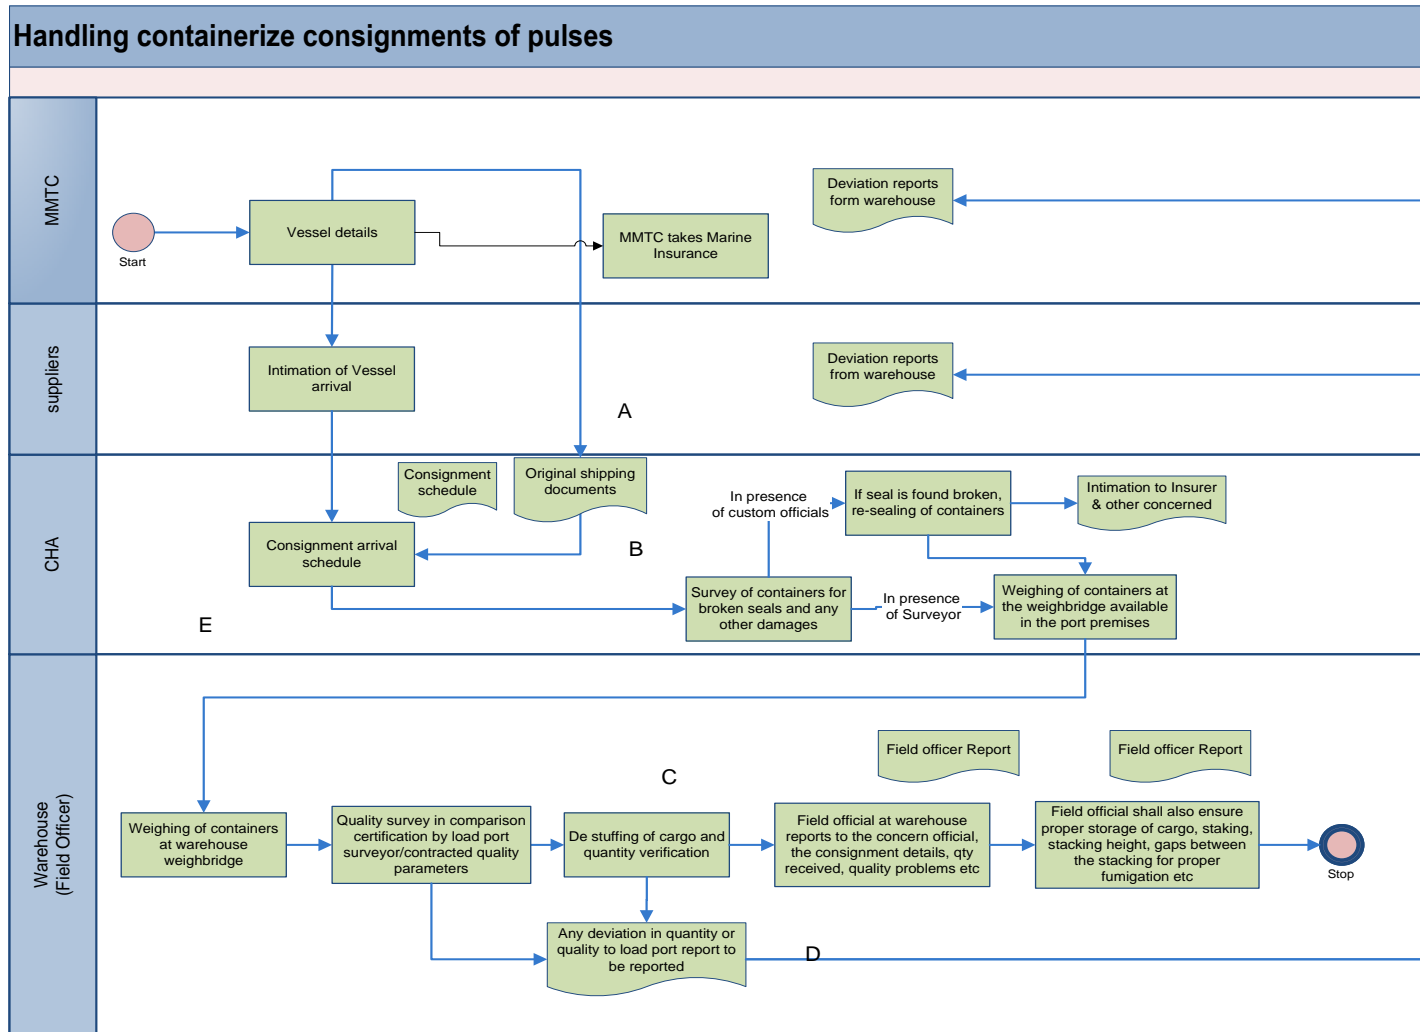 Handling containerize consignments of pulses
MMTC
Start
Vessel details
MMTC takes Marine
Insurance
Deviation reports
form warehouse
suppliers
Intimation of Vessel
arrival
Deviation reports
from warehouse
A
CHA
Consignment
schedule
Original shipping
documents
In presence
of custom officials
If seal is found broken,
re-sealing of containers
Intimation to Insurer
& other concerned
Consignment arrival
schedule
B
Survey of containers for
broken seals and any
other damages
In presence
of Surveyor
Weighing of containers at
the weighbridge available
in the port premises
E
Warehouse
(Field Officer)
Field officer Report
Field officer Report
C
Weighing of containers
at warehouse
weighbridge
Quality survey in comparison
certification by load port
surveyor/contracted quality
parameters
De stuffing of cargo and
quantity verification
Field official at warehouse
reports to the concern official,
the consignment details, qty
received, quality problems etc
Field official shall also ensure
proper storage of cargo, staking,
stacking height, gaps between
the stacking for proper
fumigation etc
Stop
Any deviation in quantity or
quality to load port report to
be reported
D